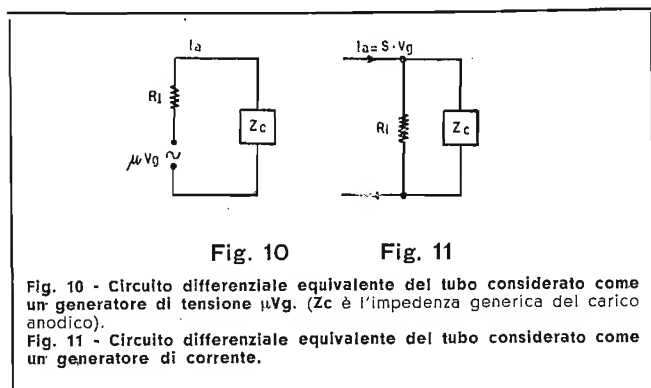 Ia
Ia = S · Vg
RI
Zc
μ Vg ~
Ri
Zc
Fig. 10
Fig. 11
Fig. 10 - Circuito differenziale equivalente del tubo considerato come
un generatore di tensione μVg. (Zc è l'impedenza generica del carico
anodico).
Fig. 11 - Circuito differenziale equivalente del tubo considerato come
un generatore di corrente.